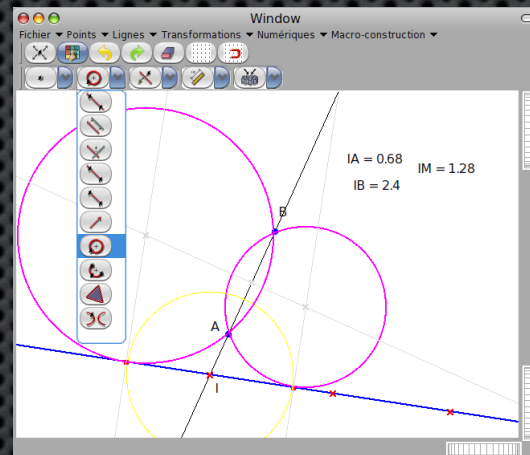 Window
Fichier Points Lignes Transformations Numériques Macro-construction
IA = 0.68
IM = 1.28
IB = 2.4
B
A
I